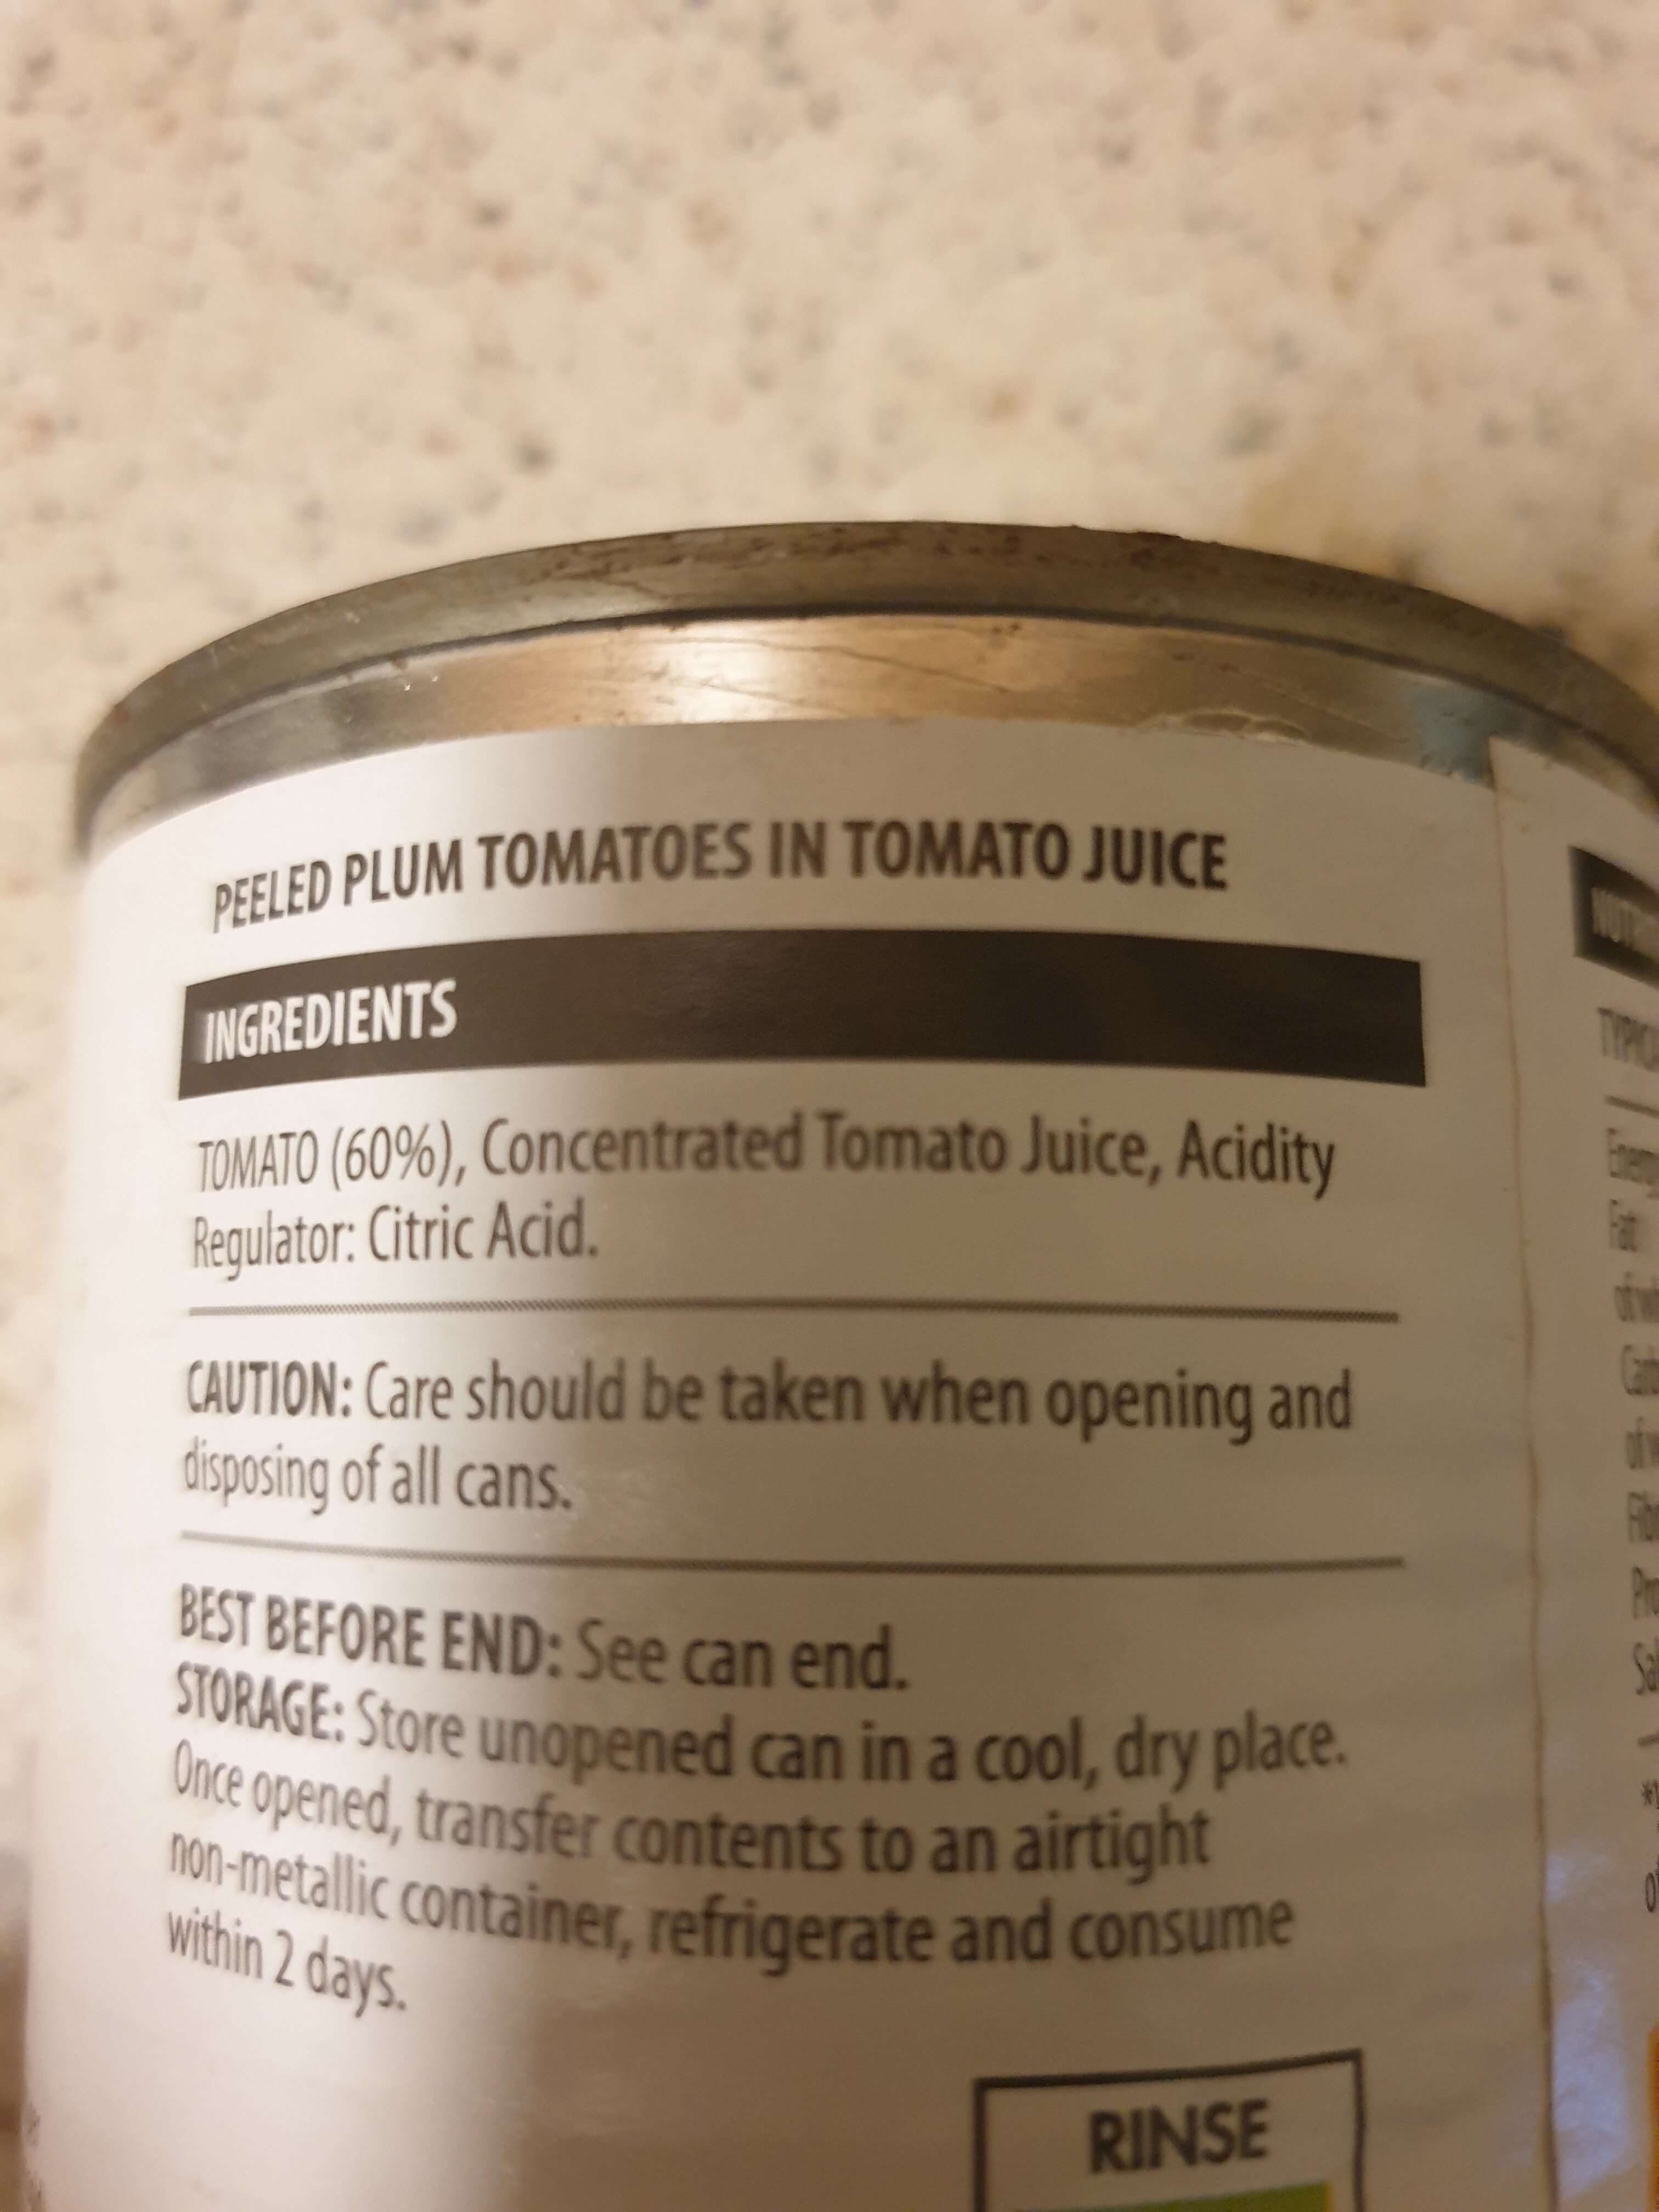 PEELED PLUM TOMATOES IN TOMATO JUICE
INGREDIENTS
TOMATO (60%), Concentrated Tomato Juice, Acidity
Regulator: Citric Acid.
CAUTION: Care should be taken when opening and
disposing of all cans.
BEST BEFORE END: See can end.
STORAGE: Store unopened can in a cool, dry place.
Once opened, transfer contents to an airtight
non-metallic container, refrigerate and consume
within 2 days.
RINSE
Fat